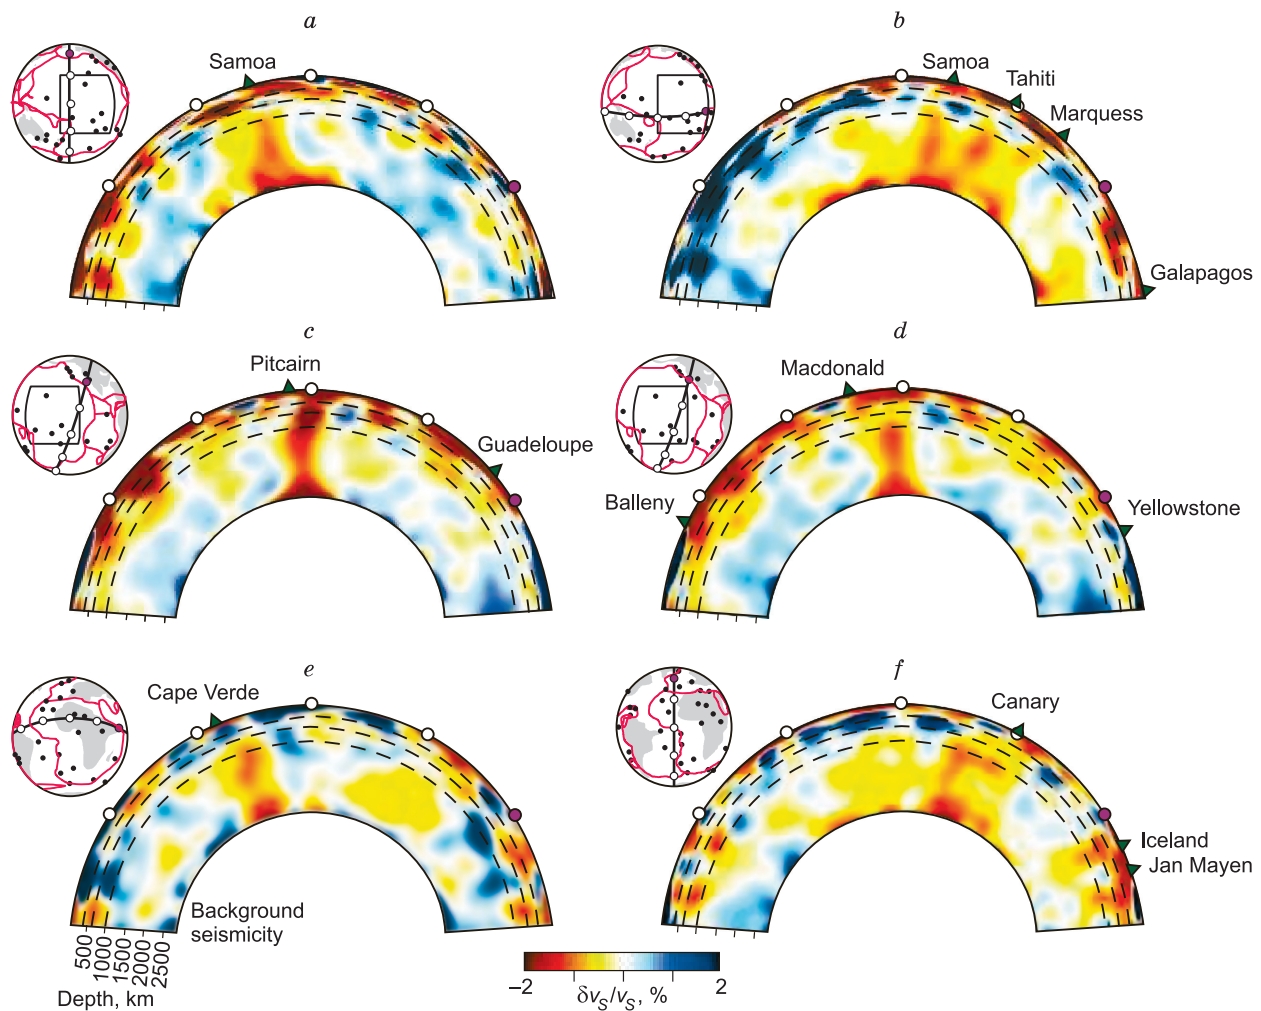 a
Samoa
b
Samoa
Tahiti
Marquess
Galapagos
c
Pitcairn
Guadeloupe
d
Macdonald
Balleny
Yellowstone
e
Cape Verde
Background
seismicity
500
1000
1500
2000
2500
Depth, km
f
Canary
Iceland
Jan Mayen
–2
δvS/vS, %
2